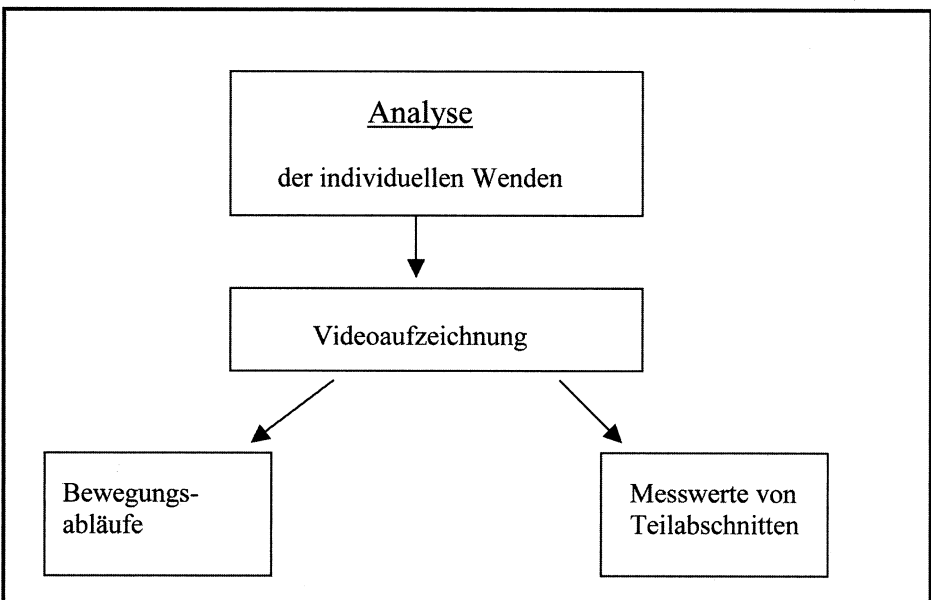 Analyse
der individuellen Wenden
Videoaufzeichnung
Bewegungs-
abläufe
Messwerte von
Teilabschnitten